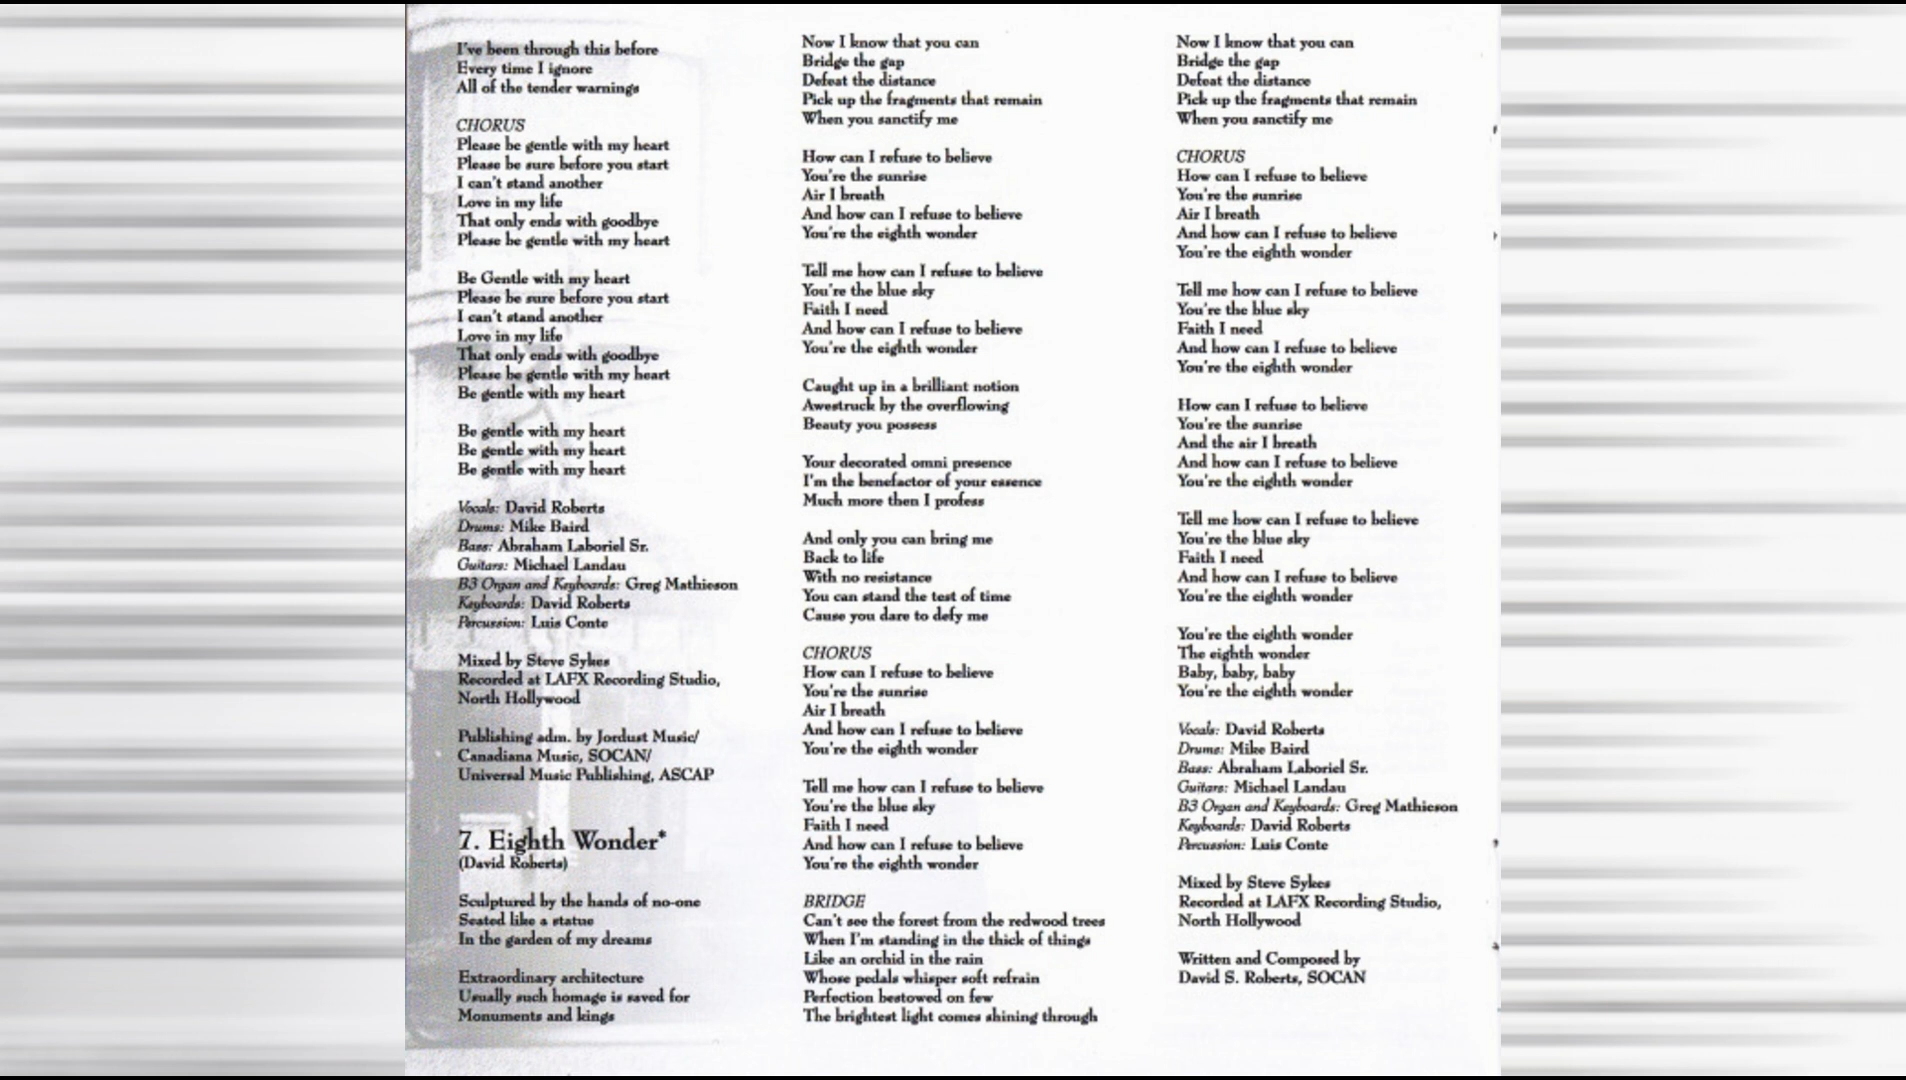 I've been through this before
Every time I ignore
All of the tender warnings
CHORUS
Please be gentle with my heart
Please be sure before you start
I can't stand another
Love in my life
That only ends with goodbye
Please be gentle with my heart
Be Gentle with my heart
Please be sure before you start
I can't stand another
Love in my life
That only ends with goodbye
Please be gentle with my heart
Be gentle with my heart
Be gentle with my heart
Be gentle with my heart
Be gentle with my heart
Vocals: David Roberts
Drums: Mike Baird
Bass: Abraham Laboriel Sr.
Guitars: Michael Landau
B3 Organ and Keyboards: Greg Mathieson
Keyboards: David Roberts
Percussion: Luis Conte
Mixed by Steve Sykes
Recorded at LAFX Recording Studio,
North Hollywood
Publishing adm. by Jordust Music/
Canadiana Music, SOCAN/
Universal Music Publishing, ASCAP
7. Eighth Wonder*
(David Roberts)
Sculptured by the hands of no-one
Seated like a statue
In the garden of my dreams
Extraordinary architecture
Usually such homage is saved for
Monuments and kings
Now I know that you can
Bridge the gap
Defeat the distance
Pick up the fragments that remain
When you sanctify me
How can I refuse to believe
You're the sunrise
Air I breath
And how can I refuse to believe
You're the eighth wonder
Tell me how can I refuse to believe
You're the blue sky
Faith I need
And how can I refuse to believe
You're the eighth wonder
Caught up in a brilliant notion
Awestruck by the overflowing
Beauty you possess
Your decorated omni presence
I'm the benefactor of your essence
Much more then I profess
And only you can bring me
Back to life
With no resistance
You can stand the test of time
Cause you dare to defy me
CHORUS
How can I refuse to believe
You're the sunrise
Air I breath
And how can I refuse to believe
You're the eighth wonder
Tell me how can I refuse to believe
You're the blue sky
Faith I need
And how can I refuse to believe
You're the eighth wonder
BRIDGE
Can't see the forest from the redwood trees
When I'm standing in the thick of things
Like an orchid in the rain
Whose pedals whisper soft refrain
Perfection bestowed on few
The brightest light comes shining through
Now I know that you can
Bridge the gap
Defeat the distance
Pick up the fragments that remain
When you sanctify me
CHORUS
How can I refuse to believe
You're the sunrise
Air I breath
And how can I refuse to believe
You're the eighth wonder
Tell me how can I refuse to believe
You're the blue sky
Faith I need
And how can I refuse to believe
You're the eighth wonder
How can I refuse to believe
You're the sunrise
And the air I breath
And how can I refuse to believe
You're the eighth wonder
Tell me how can I refuse to believe
You're the blue sky
Faith I need
And how can I refuse to believe
You're the eighth wonder
You're the eighth wonder
The eighth wonder
Baby, baby, baby
You're the eighth wonder
Vocals: David Roberts
Drums: Mike Baird
Bass: Abraham Laboriel Sr.
Guitars: Michael Landau
B3 Organ and Keyboards: Greg Mathieson
Keyboards: David Roberts
Percussion: Luis Conte
Mixed by Steve Sykes
Recorded at LAFX Recording Studio,
North Hollywood
Written and Composed by
David S. Roberts, SOCAN